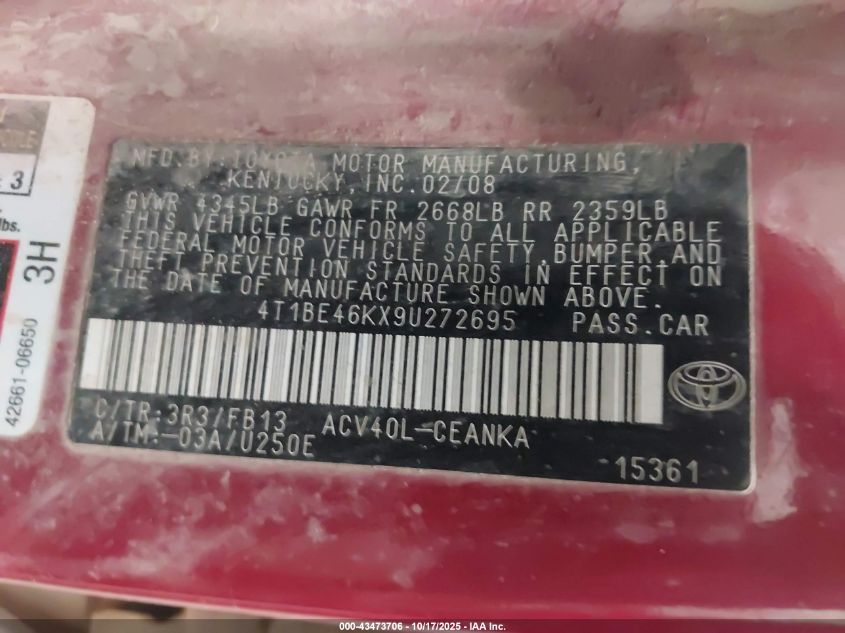 3
lbs.
3H
42661-06650
MFD.BY:TOYOTA MOTOR MANUFACTURING,
KENTUCKY,INC.02/08
GVWR 4345LB GAWR FR 2668LB RR 2359LB
THIS VEHICLE CONFORMS TO ALL APPLICABLE
FEDERAL MOTOR VEHICLE SAFETY,BUMPER,AND
THEFT PREVENTION STANDARDS IN EFFECT ON
THE DATE OF MANUFACTURE SHOWN ABOVE.
4T1BE46KX9U272695 PASS.CAR
C/TR:3R3/FB13 ACV40L-CEANKA
A/TM:-03A/U250E
15361
000-43473706 - 10/17/2025 - IAA Inc.